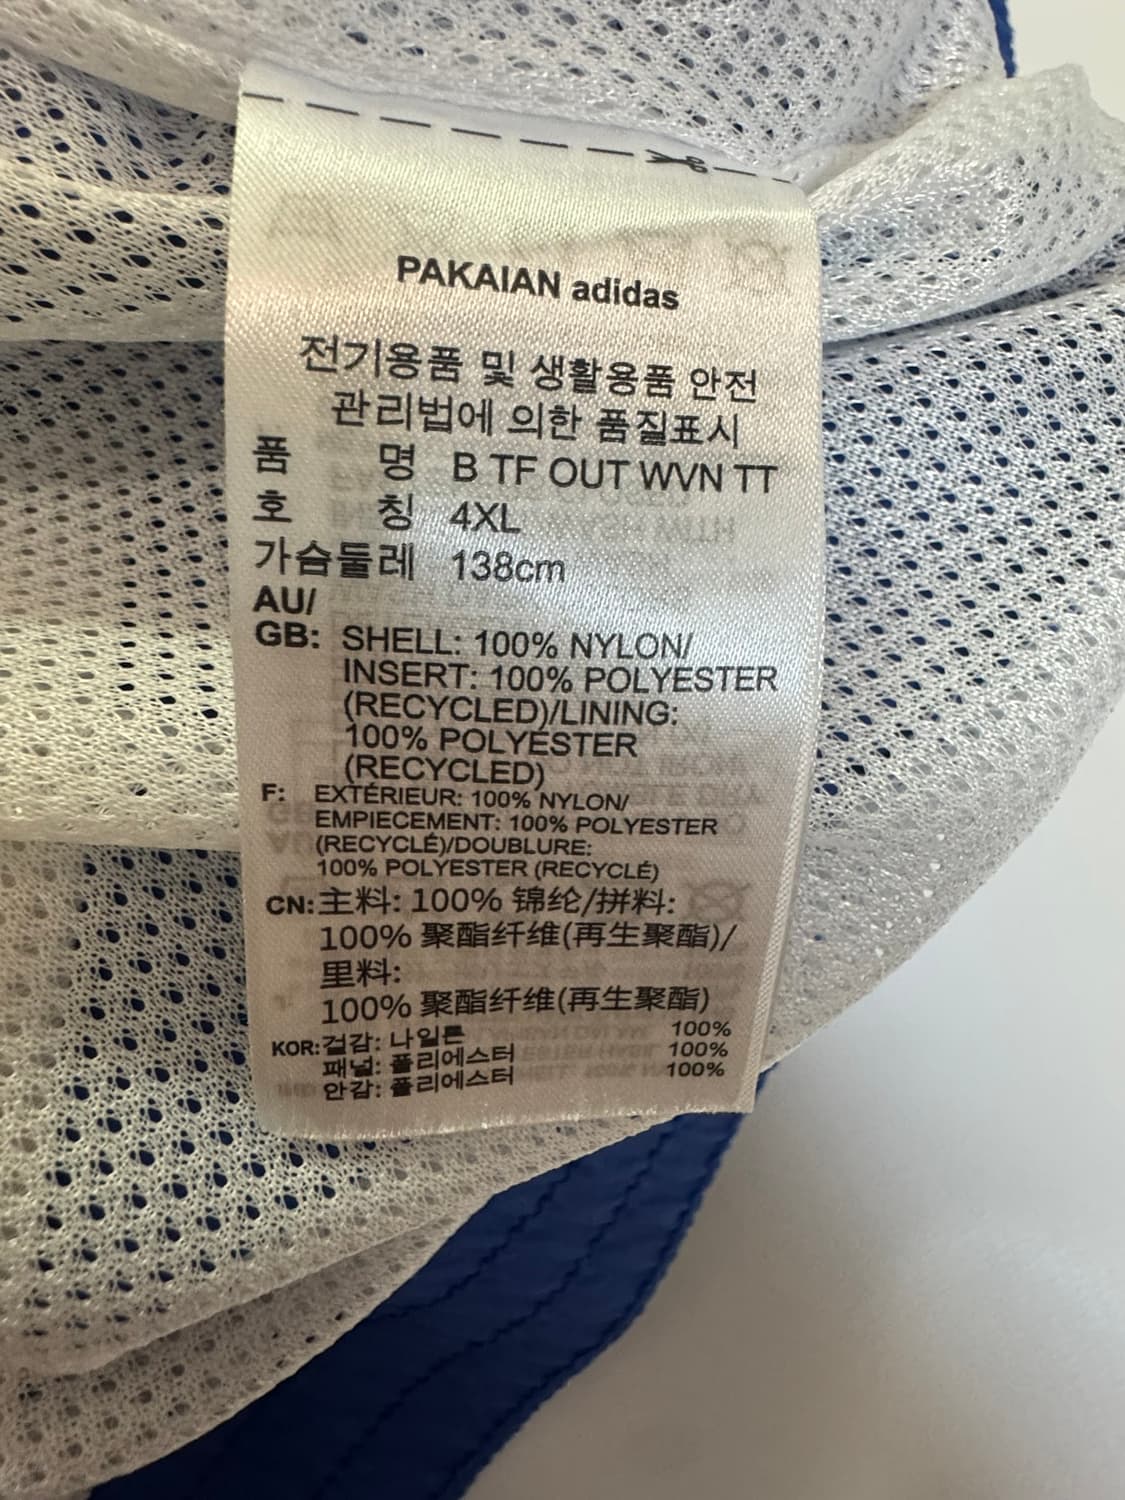 PAKAIAN adidas
전기용품 및 생활용품 안전
관리법에 의한 품질표시
품 명 B TF OUT WVN TT
호 칭 4XL
가슴둘레 138cm
AU/
GB: SHELL: 100% NYLON/
INSERT: 100% POLYESTER
(RECYCLED)/LINING:
100% POLYESTER
(RECYCLED)
F: EXTÉRIEUR: 100% NYLON/
EMPIECEMENT: 100% POLYESTER
(RECYCLÉ)/DOUBLURE:
100% POLYESTER (RECYCLÉ)
CN: 主料: 100% 锦纶/拼料:
100% 聚酯纤维(再生聚酯)/
里料:
100% 聚酯纤维(再生聚酯)
KOR: 겉감: 나일론 100%
패널: 폴리에스터 100%
안감: 폴리에스터 100%